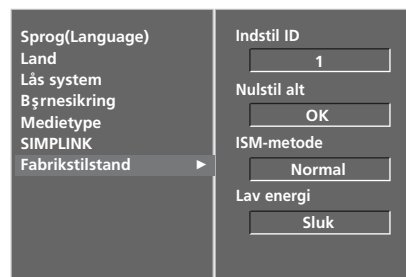 Sprog(Language)
Land
Lås system
Bşrnesikring
Medietype
SIMPLINK
Fabrikstilstand ►
Indstil ID
1
Nulstil alt
OK
ISM-metode
Normal
Lav energi
Sluk